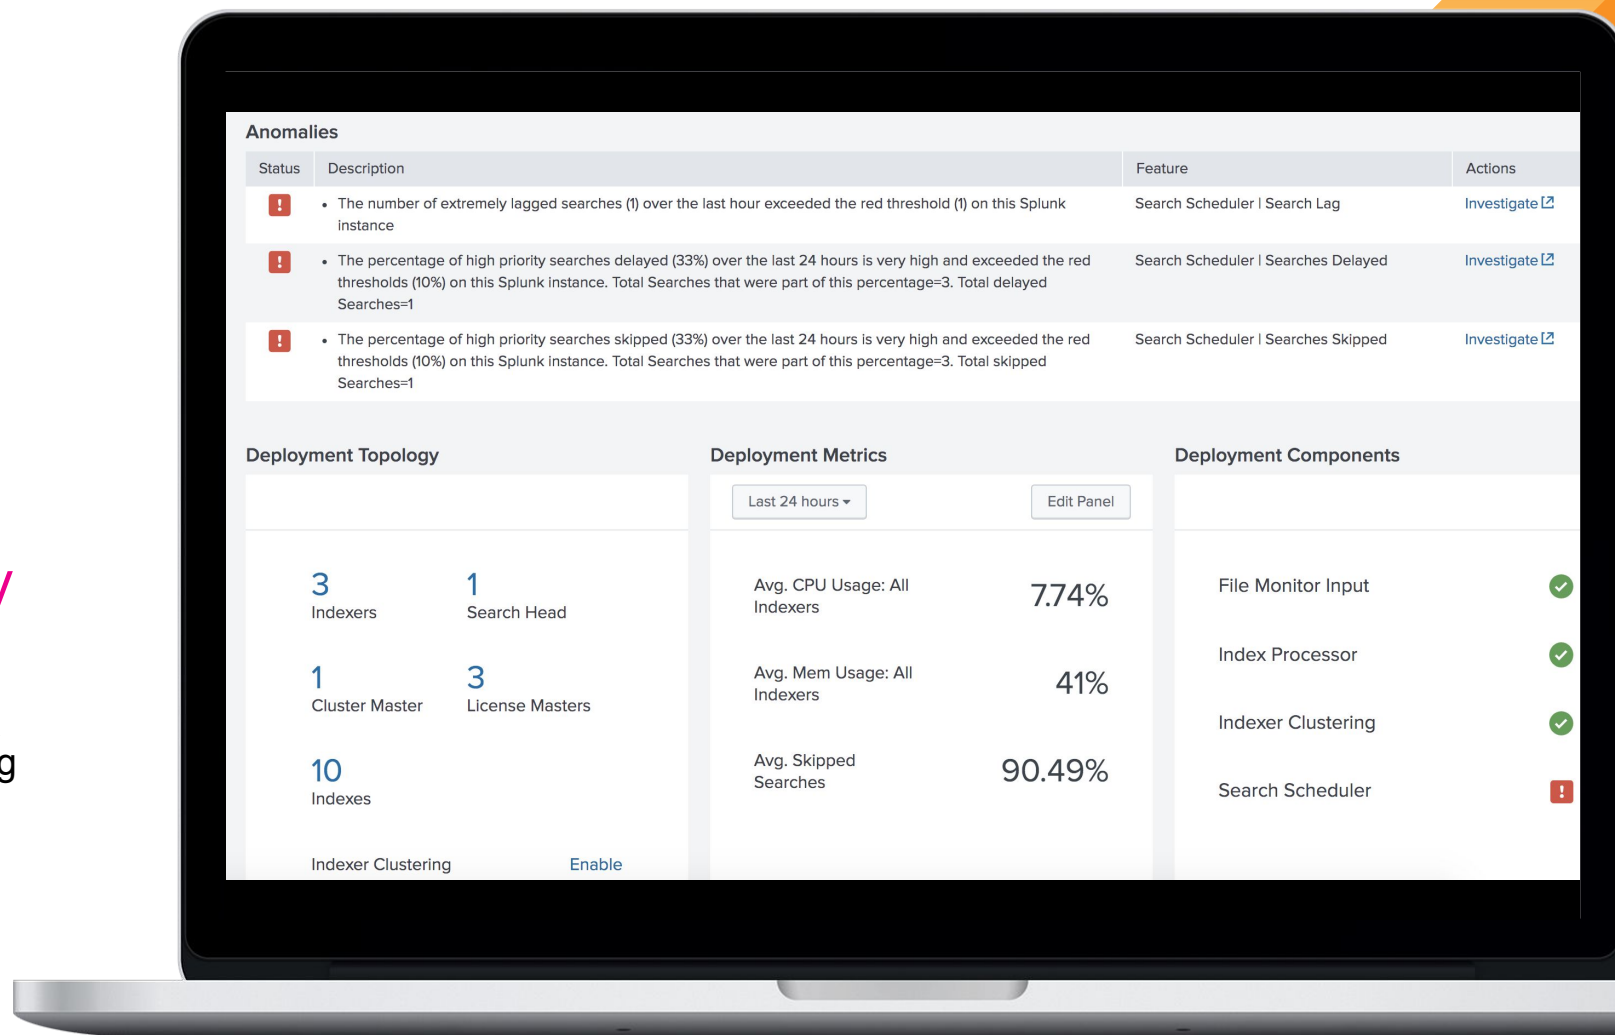 Anomalies
Status Description Feature Actions
• The number of extremely lagged searches (1) over the last hour exceeded the red threshold (1) on this Splunk
instance
Search Scheduler | Search Lag
Investigate
• The percentage of high priority searches delayed (33%) over the last 24 hours is very high and exceeded the red
thresholds (10%) on this Splunk instance. Total Searches that were part of this percentage=3. Total delayed
Searches=1
Search Scheduler | Searches Delayed
Investigate
• The percentage of high priority searches skipped (33%) over the last 24 hours is very high and exceeded the red
thresholds (10%) on this Splunk instance. Total Searches that were part of this percentage=3. Total skipped
Searches=1
Search Scheduler | Searches Skipped
Investigate
Deployment Topology
3
Indexers
1
Search Head
1
Cluster Master
3
License Masters
10
Indexes
Indexer Clustering Enable
Deployment Metrics
Last 24 hours Edit Panel
Avg. CPU Usage: All
Indexers
7.74%
Avg. Mem Usage: All
Indexers
41%
Avg. Skipped
Searches
90.49%
Deployment Components
File Monitor Input
Index Processor
Indexer Clustering
Search Scheduler